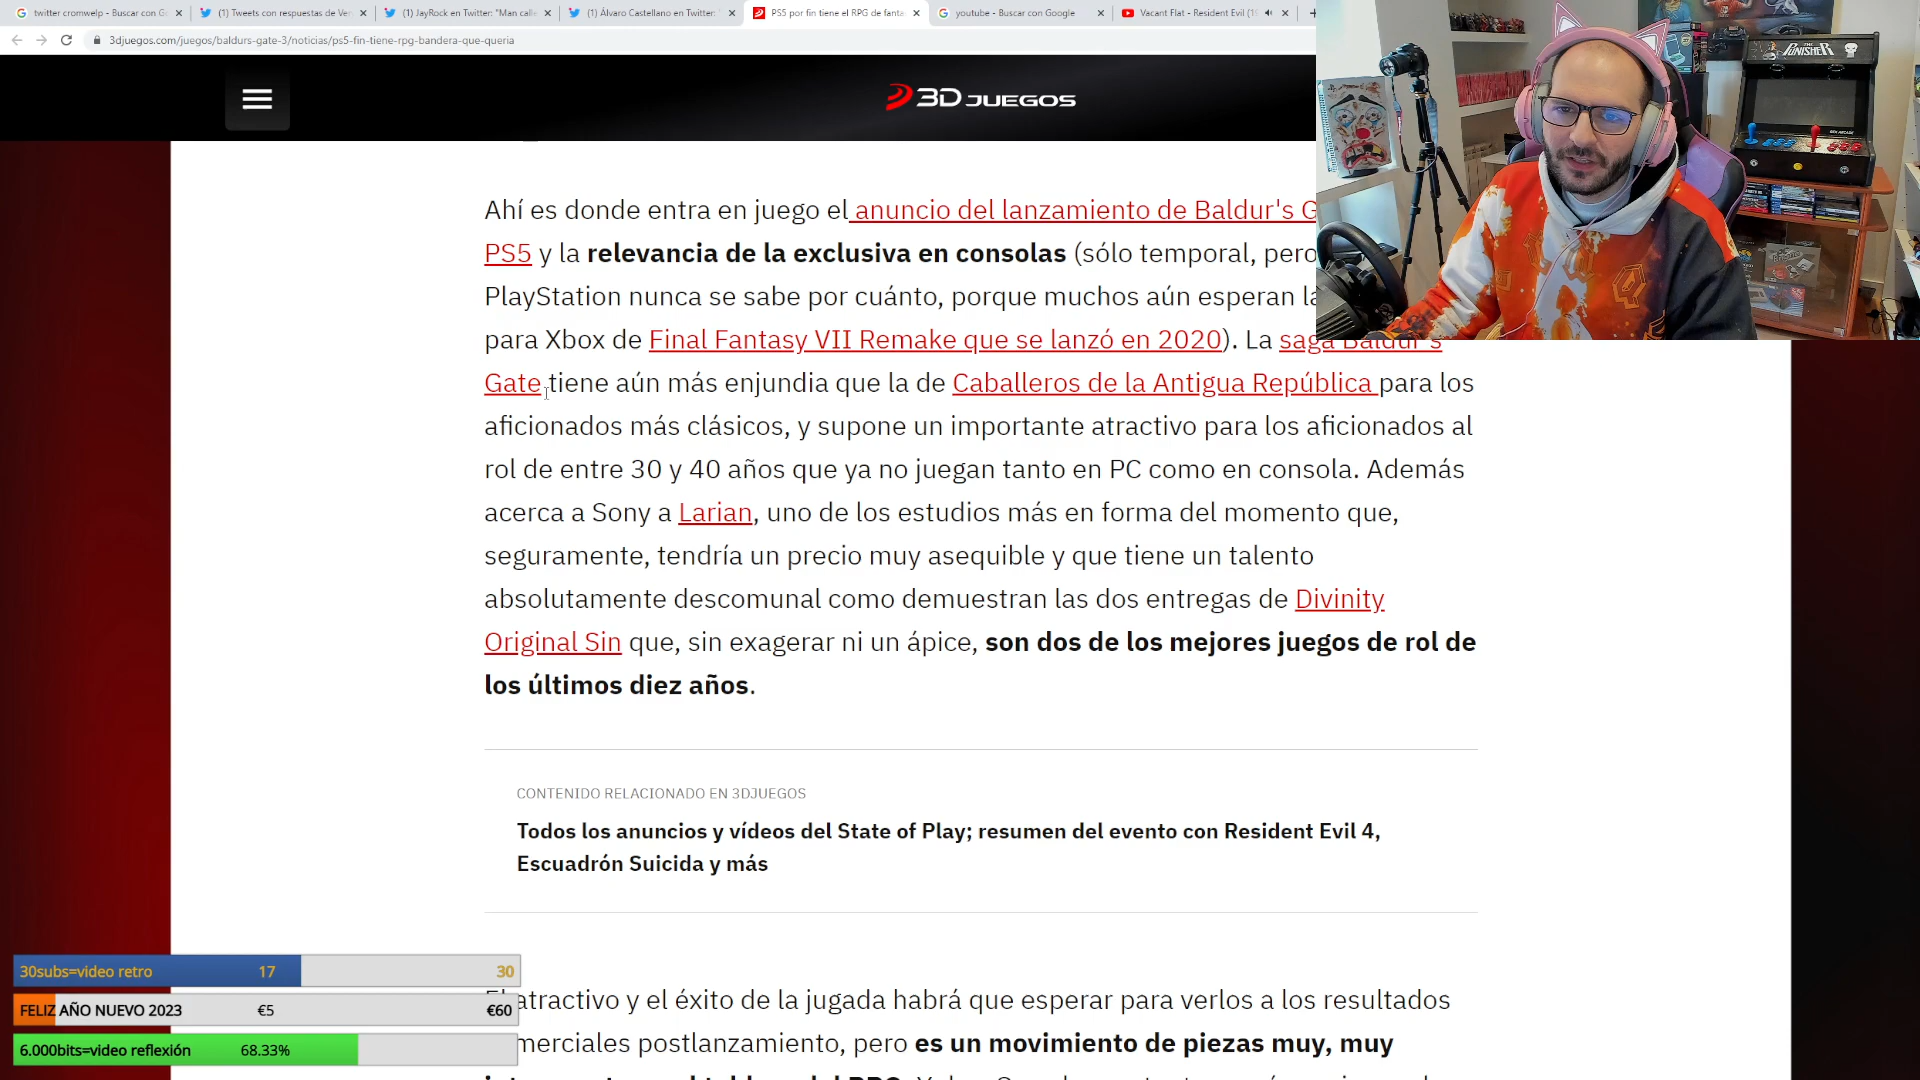 twitter cromwelp - Buscar con G
(1) Tweets con respuestas de Ver
(1) JayRock en Twitter: "Man calle
(1) Álvaro Castellano en Twitter: "
PS5 por fin tiene el RPG de fanta
youtube - Buscar con Google
Vacant Flat - Resident Evil (1
3djuegos.com/juegos/baldurs-gate-3/noticias/ps5-fin-tiene-rpg-bandera-que-queria
3D JUEGOS
THE PUNISHER
Ahí es donde entra en juego el anuncio del lanzamiento de Baldur's G
PS5 y la relevancia de la exclusiva en consolas (sólo temporal, pero
PlayStation nunca se sabe por cuánto, porque muchos aún esperan la
para Xbox de Final Fantasy VII Remake que se lanzó en 2020). La saga Baldur's
Gate tiene aún más enjundia que la de Caballeros de la Antigua República para los
aficionados más clásicos, y supone un importante atractivo para los aficionados al
rol de entre 30 y 40 años que ya no juegan tanto en PC como en consola. Además
acerca a Sony a Larian, uno de los estudios más en forma del momento que,
seguramente, tendría un precio muy asequible y que tiene un talento
absolutamente descomunal como demuestran las dos entregas de Divinity
Original Sin que, sin exagerar ni un ápice, son dos de los mejores juegos de rol de
los últimos diez años.
CONTENIDO RELACIONADO EN 3DJUEGOS
Todos los anuncios y vídeos del State of Play; resumen del evento con Resident Evil 4,
Escuadrón Suicida y más
El atractivo y el éxito de la jugada habrá que esperar para verlos a los resultados
merciales postlanzamiento, pero es un movimiento de piezas muy, muy
30subs=video retro 17 30
FELIZ AÑO NUEVO 2023 €5 €60
6.000bits=video reflexión 68.33%